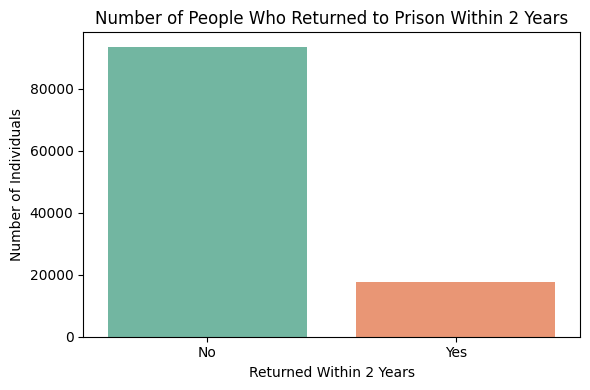 Number of People Who Returned to Prison Within 2 Years
Number of Individuals
80000
60000
40000
20000
0
No
Yes
Returned Within 2 Years